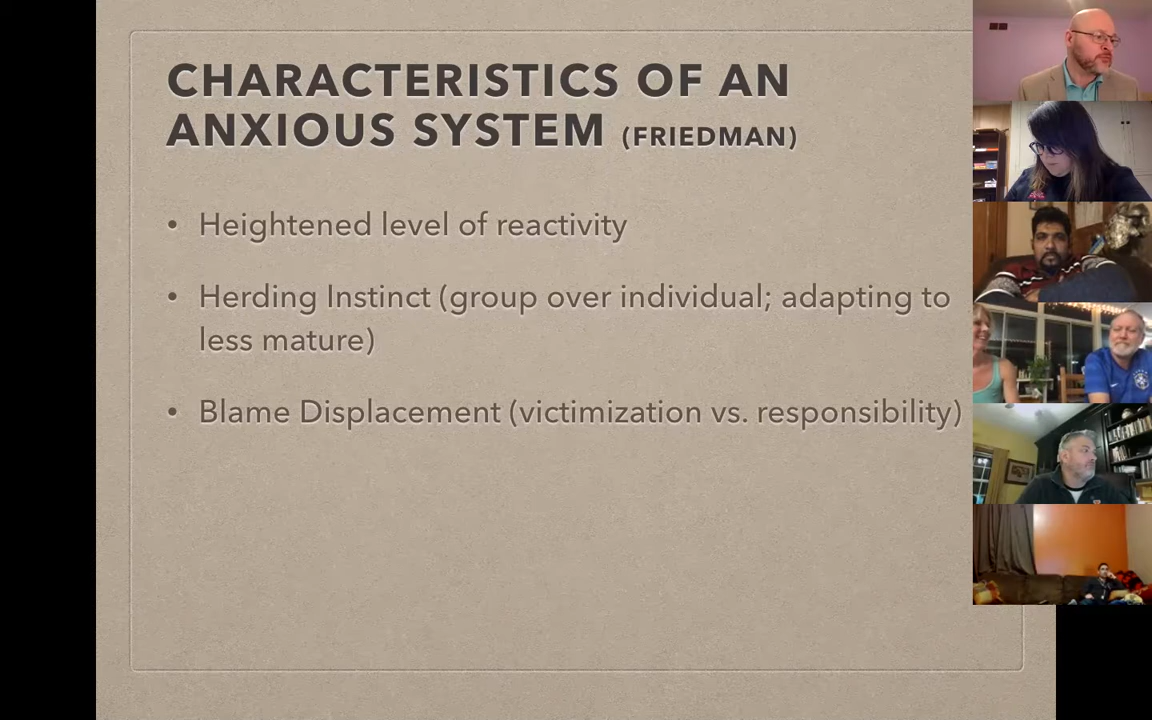 CHARACTERISTICS OF AN
ANXIOUS SYSTEM (FRIEDMAN)
• Heightened level of reactivity
• Herding Instinct (group over individual; adapting to
less mature)
• Blame Displacement (victimization vs. responsibility)